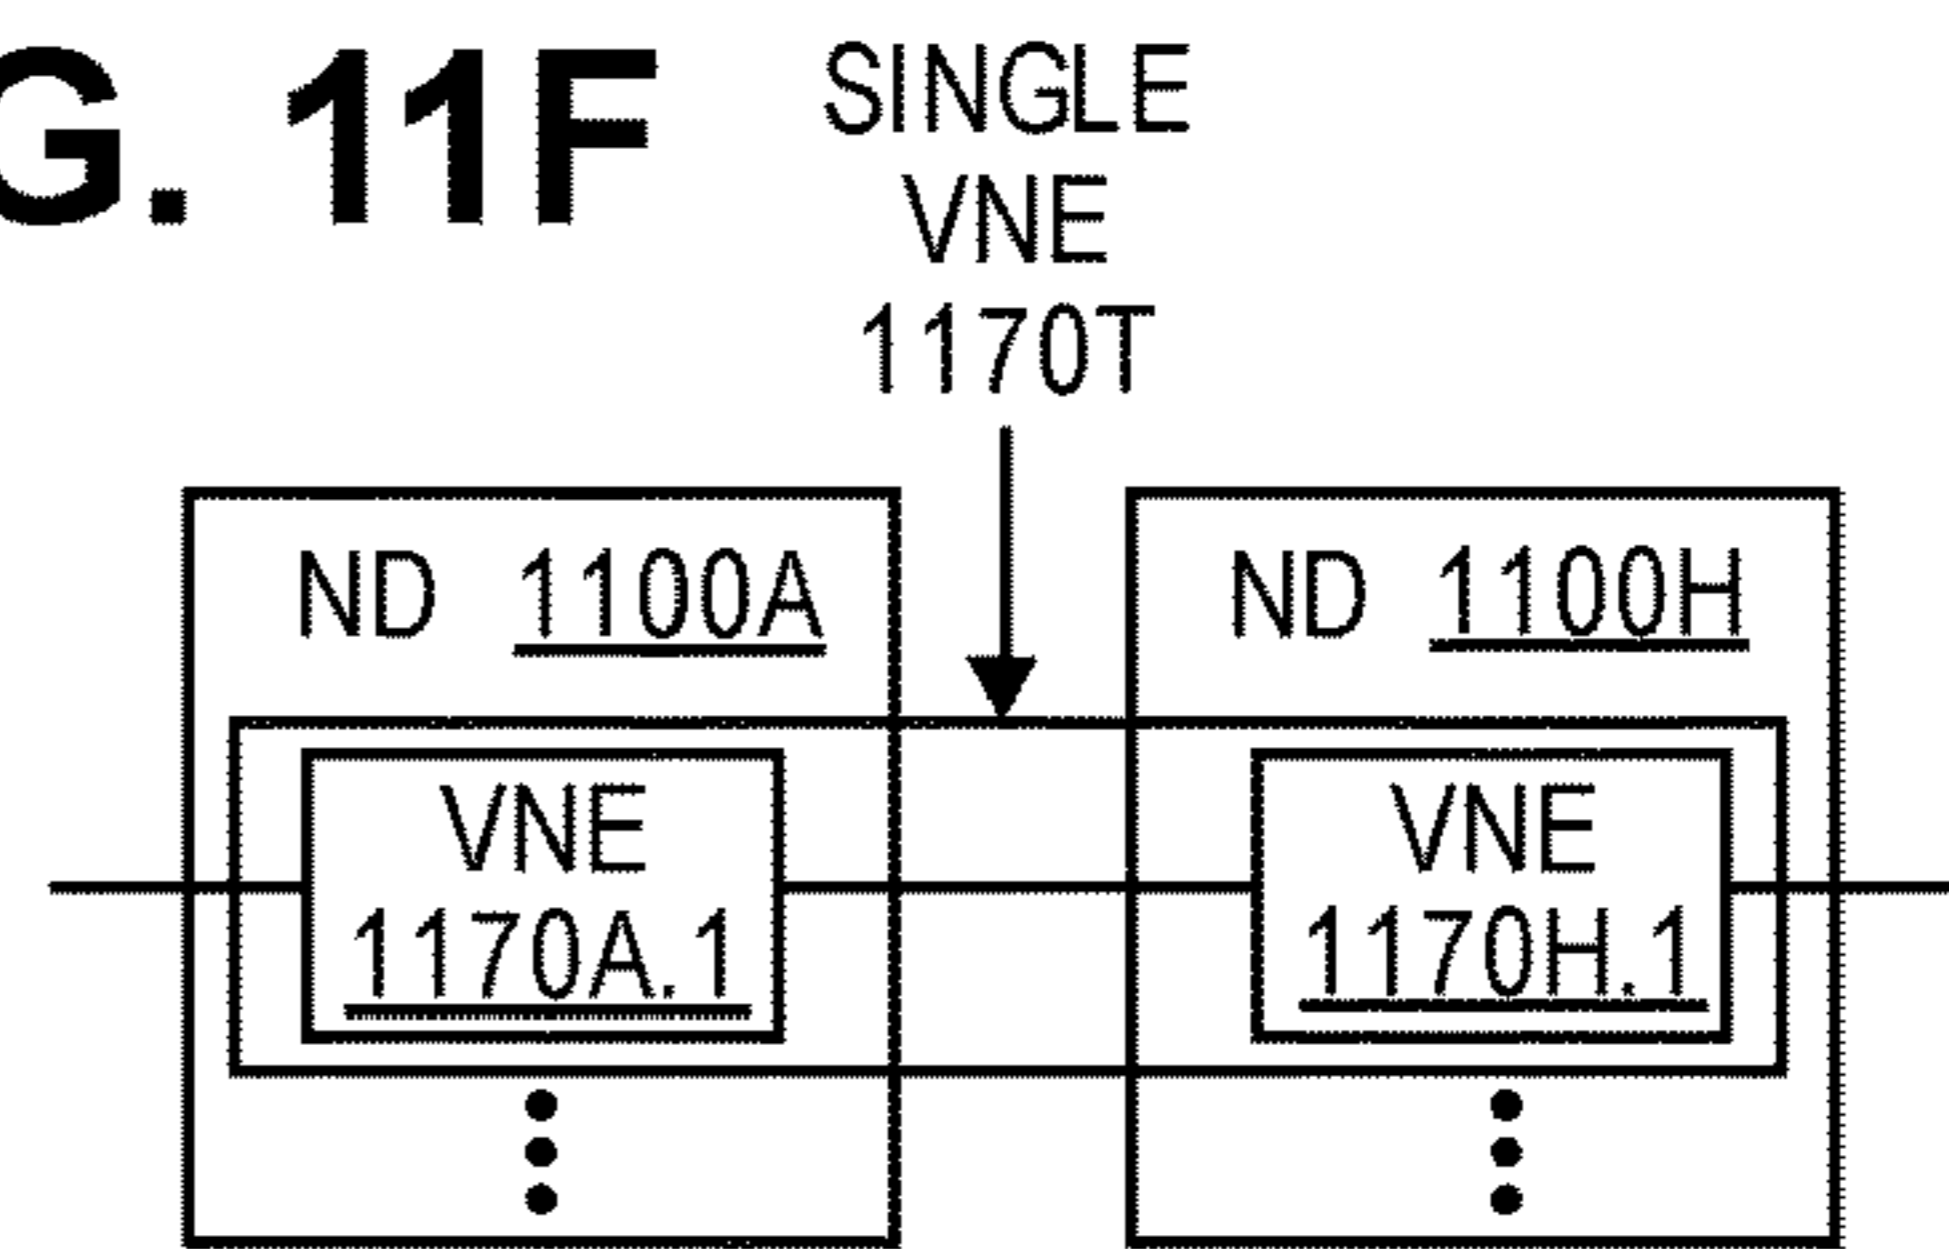 G. 11F
SINGLE
VNE
1170T
ND 1100A
ND 1100H
VNE
1170A.1
VNE
1170H.1